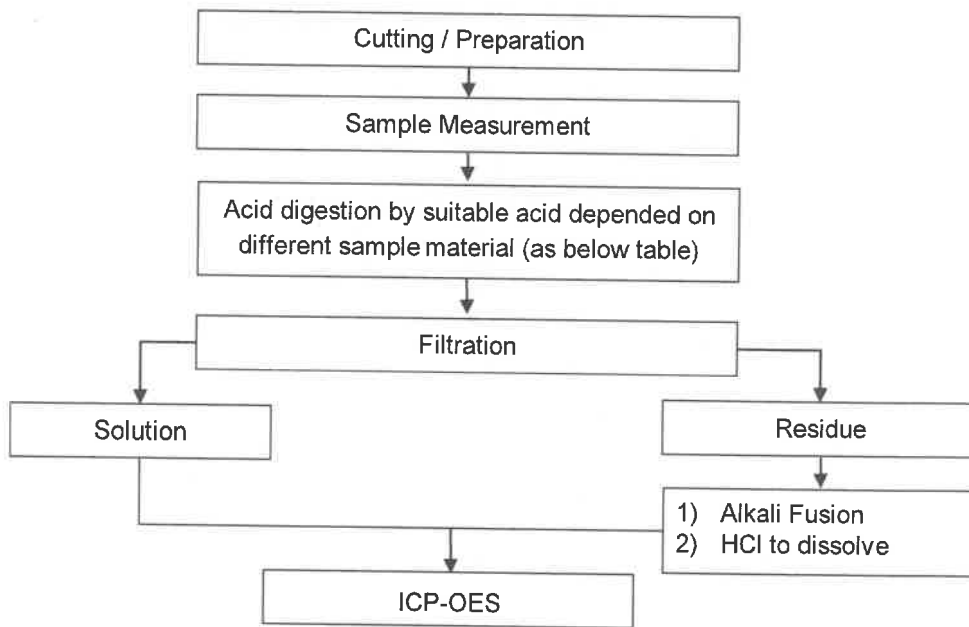 Cutting / Preparation
Sample Measurement
Acid digestion by suitable acid depended on
different sample material (as below table)
Filtration
Solution
Residue
1) Alkali Fusion
2) HCl to dissolve
ICP-OES